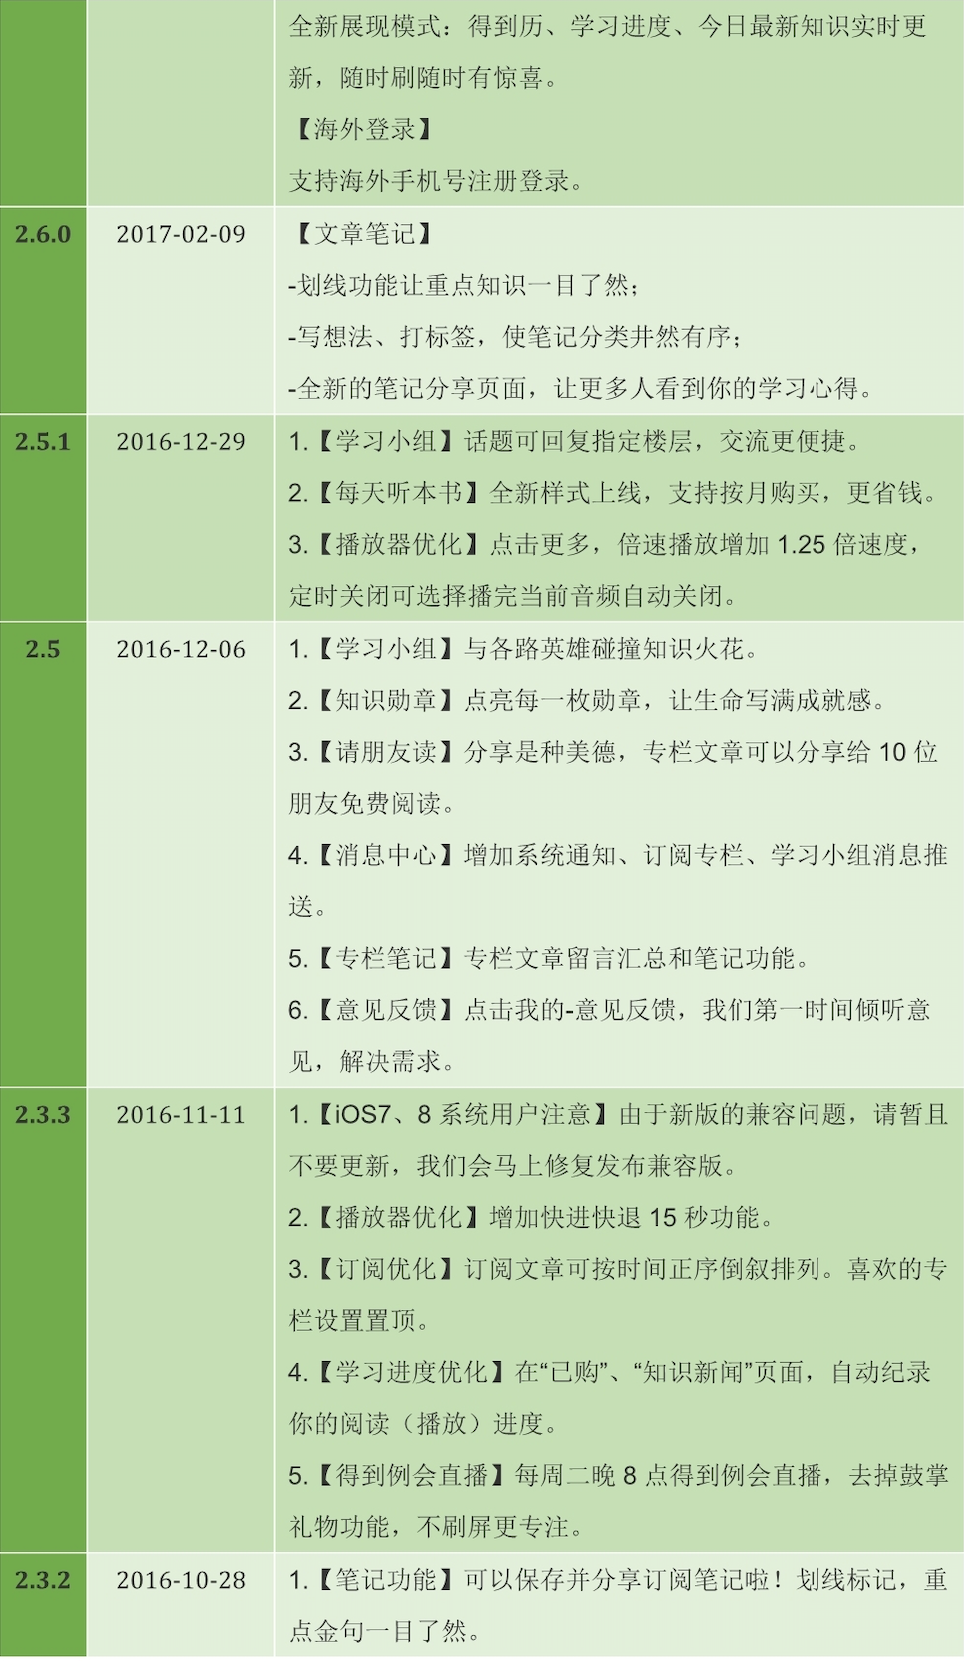 全新展现模式：得到历、学习进度、今日最新知识实时更
新，随时刷随时有惊喜。
【海外登录】
支持海外手机号注册登录。
2.6.0 2017-02-09 【文章笔记】
-划线功能让重点知识一目了然；
-写想法、打标签，使笔记分类井然有序；
-全新的笔记分享页面，让更多人看到你的学习心得。
2.5.1 2016-12-29 1.【学习小组】话题可回复指定楼层，交流更便捷。
2.【每天听本书】全新样式上线，支持按月购买，更省钱。
3.【播放器优化】点击更多，倍速播放增加 1.25 倍速度，
定时关闭可选择播完当前音频自动关闭。
2.5 2016-12-06 1.【学习小组】与各路英雄碰撞知识火花。
2.【知识勋章】点亮每一枚勋章，让生命写满成就感。
3.【请朋友读】分享是种美德，专栏文章可以分享给 10 位
朋友免费阅读。
4.【消息中心】增加系统通知、订阅专栏、学习小组消息推
送。
5.【专栏笔记】专栏文章留言汇总和笔记功能。
6.【意见反馈】点击我的-意见反馈，我们第一时间倾听意
见，解决需求。
2.3.3 2016-11-11 1.【iOS7、8 系统用户注意】由于新版的兼容问题，请暂且
不要更新，我们会马上修复发布兼容版。
2.【播放器优化】增加快进快退 15 秒功能。
3.【订阅优化】订阅文章可按时间正序倒叙排列。喜欢的专
栏设置置顶。
4.【学习进度优化】在“已购”、“知识新闻”页面，自动纪录
你的阅读（播放）进度。
5.【得到例会直播】每周二晚 8 点得到例会直播，去掉鼓掌
礼物功能，不刷屏更专注。
2.3.2 2016-10-28 1.【笔记功能】可以保存并分享订阅笔记啦！划线标记，重
点金句一目了然。